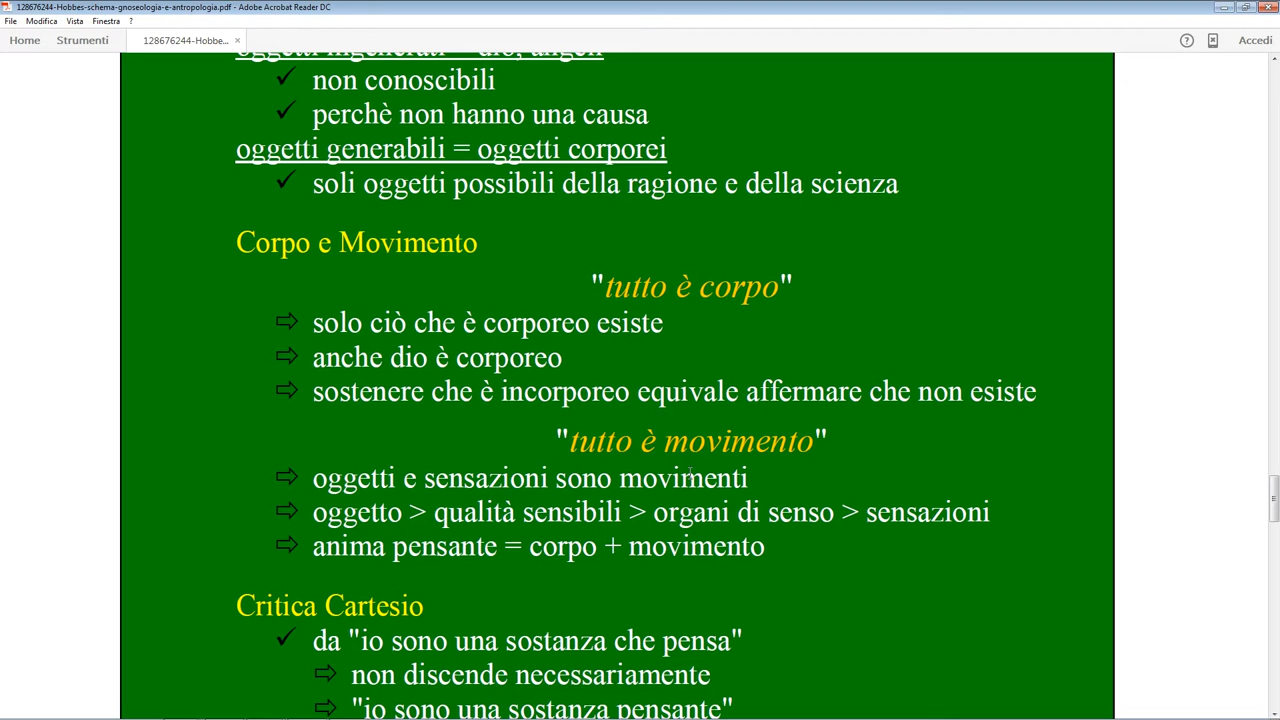 128676244-Hobbes-schema-gnoseologia-e-antropologia.pdf - Adobe Acrobat Reader DC
File Modifica Vista Finestra ?
Home Strumenti 128676244-Hobbe... × Accedi
oggetti ingenerati = dio, angeli
✓ non conoscibili
✓ perchè non hanno una causa
oggetti generabili = oggetti corporei
✓ soli oggetti possibili della ragione e della scienza
Corpo e Movimento
"tutto è corpo"
⇨ solo ciò che è corporeo esiste
⇨ anche dio è corporeo
⇨ sostenere che è incorporeo equivale affermare che non esiste
"tutto è movimento"
⇨ oggetti e sensazioni sono movimenti
⇨ oggetto > qualità sensibili > organi di senso > sensazioni
⇨ anima pensante = corpo + movimento
Critica Cartesio
✓ da "io sono una sostanza che pensa"
⇨ non discende necessariamente
⇨ "io sono una sostanza pensante"